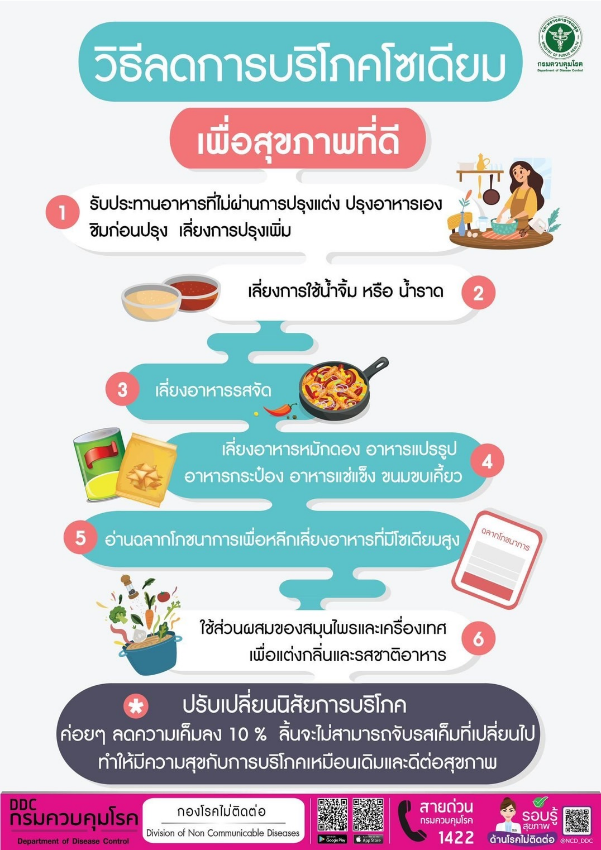 วิธีลดการบริโภคโซเดียม
กรมควบคุมโรค
Department of Disease Control
เพื่อสุขภาพที่ดี
1
รับประทานอาหารที่ไม่ผ่านการปรุงแต่ง ปรุงอาหารเอง
ชิมก่อนปรุง เลี่ยงการปรุงเพิ่ม
เลี่ยงการใช้น้ำจิ้ม หรือ น้ำราด
2
3
เลี่ยงอาหารรสจัด
เลี่ยงอาหารหมักดอง อาหารแปรรูป
อาหารกระป๋อง อาหารแช่แข็ง ขนมขบเคี้ยว
4
5
อ่านฉลากโภชนาการเพื่อหลีกเลี่ยงอาหารที่มีโซเดียมสูง
ฉลากโภชนาการ
ใช้ส่วนผสมของสมุนไพรและเครื่องเทศ
เพื่อแต่งกลิ่นและรสชาติอาหาร
6
* ปรับเปลี่ยนนิสัยการบริโภค
ค่อยๆ ลดความเค็มลง 10 % ลิ้นจะไม่สามารถจับรสเค็มที่เปลี่ยนไป
ทำให้มีความสุขกับการบริโภคเหมือนเดิมและดีต่อสุขภาพ
DDC
กรมควบคุมโรค
Department of Disease Control
กองโรคไม่ติดต่อ
Division of Non Communicable Diseases
Google Play
App Store
สายด่วน
กรมควบคุมโรค
1422
รอบรู้
สุขภาพ
ด้านโรคไม่ติดต่อ
@NCD_DDC